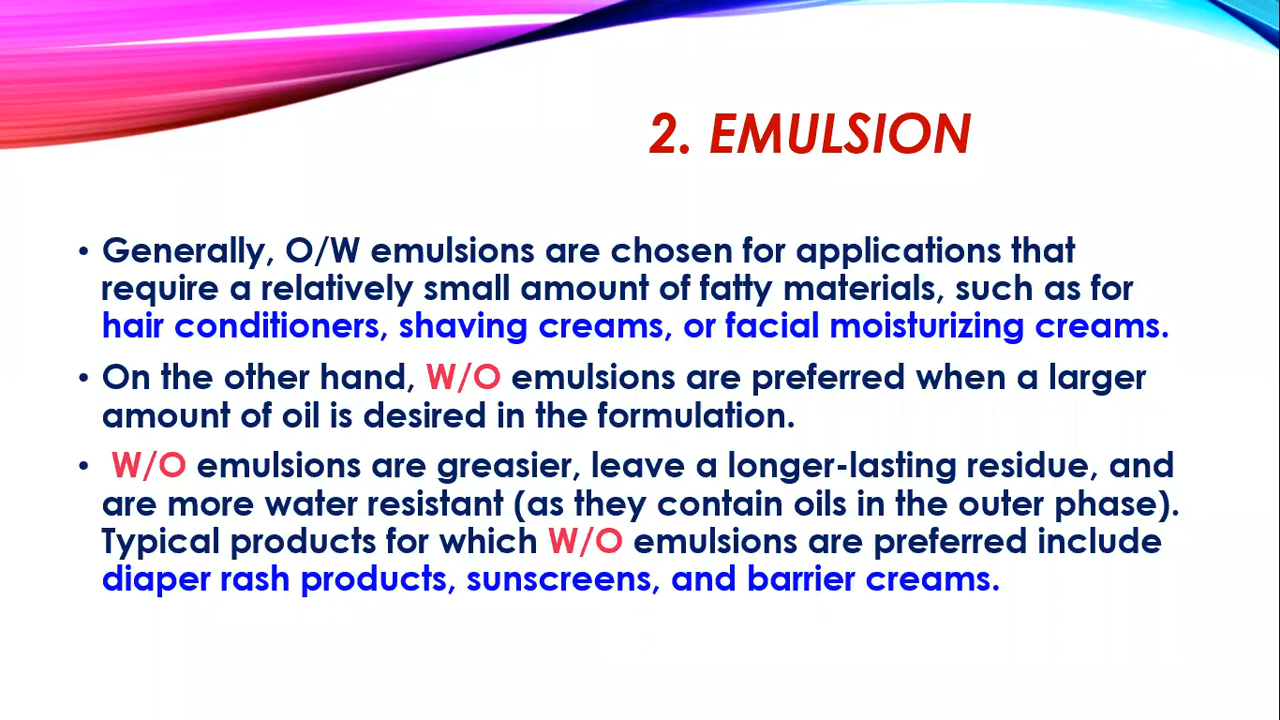 2. EMULSION
• Generally, O/W emulsions are chosen for applications that
require a relatively small amount of fatty materials, such as for
hair conditioners, shaving creams, or facial moisturizing creams.
• On the other hand, W/O emulsions are preferred when a larger
amount of oil is desired in the formulation.
• W/O emulsions are greasier, leave a longer-lasting residue, and
are more water resistant (as they contain oils in the outer phase).
Typical products for which W/O emulsions are preferred include
diaper rash products, sunscreens, and barrier creams.